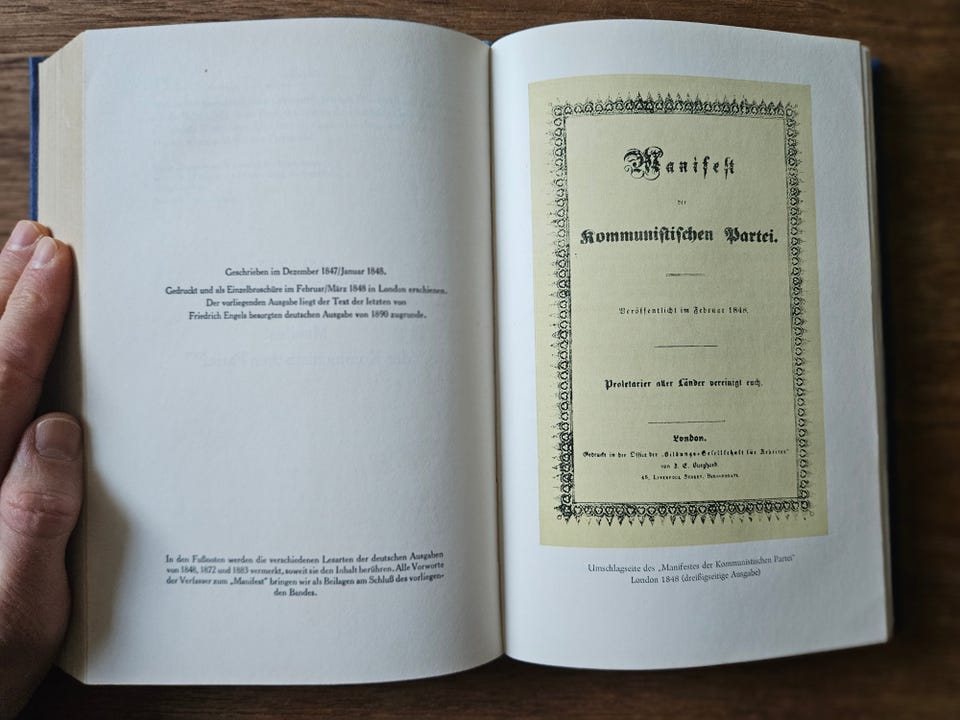 Geschrieben im Dezember 1847/Januar 1848.
Gedruckt und als Einzelbroschüre im Februar/März 1848 in London erschienen.
Der vorliegenden Ausgabe liegt der Text der letzten von
Friedrich Engels besorgten deutschen Ausgabe von 1890 zugrunde.
In den Fußnoten werden die verschiedenen Lesarten der deutschen Ausgaben
von 1848, 1872 und 1883 vermerkt, soweit sie den Inhalt berühren. Alle Vorworte
der Verfasser zum „Manifest" bringen wir als Beilagen am Schluß des vorliegen-
den Bandes.
Manifest
der
Kommunistischen Partei.
Veröffentlicht im Februar 1848.
Proletarier aller Länder vereinigt euch.
London.
Gedruckt in der Office der „Bildungs-Gesellschaft für Arbeiter"
von J. E. Burghard.
46, Liverpool Street, Bishopsgate.
Umschlagseite des „Manifestes der Kommunistischen Partei"
London 1848 (dreißigseitige Ausgabe)